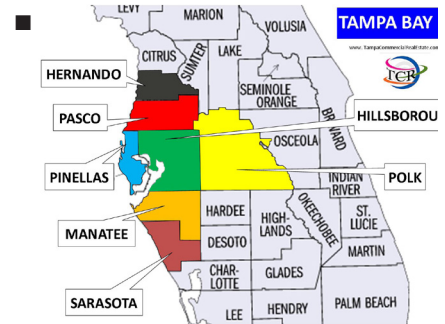 LEVY
MARION
VOLUSIA
TAMPA BAY
www.TampaCommercialRealEstate.com
TCR
CITRUS
SUMTER
LAKE
HERNANDO
SEMINOLE
ORANGE
PASCO
HILLSBOROU
BREVARD
OSCEOLA
PINELLAS
POLK
INDIAN
RIVER
MANATEE
HARDEE
HIGH-
LANDS
OKEECHOBEE
ST.
LUCIE
DESOTO
MARTIN
SARASOTA
CHAR-
LOTTE
GLADES
LEE
HENDRY
PALM BEACH